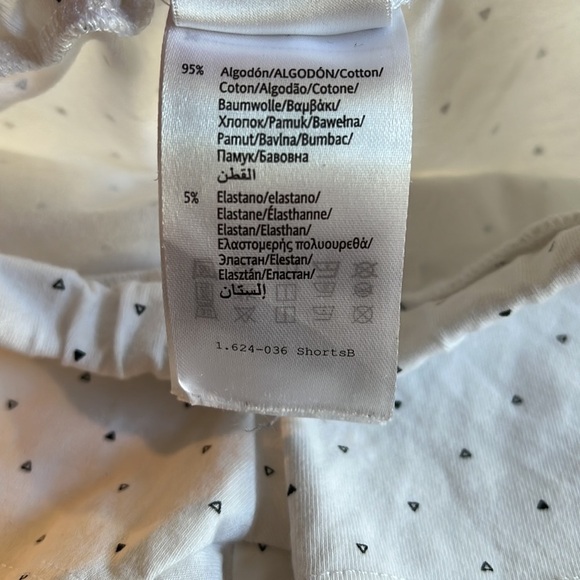 95% Algodón/ALGODÓN/Cotton/
Coton/Algodão/Cotone/
Baumwolle/Βαμβάκι/
Хлопок/Pamuk/Bawełna/
Pamut/Bavlna/Bumbac/
Памук/Бавовна
القطن
5% Elastano/elastano/
Elastane/Élasthanne/
Elastan/Elasthan/
Ελαστομερής πολυουρεθά/
Эластан/Elestan/
Elasztán/Еластан/
إلستان
1.624-036 ShortsB